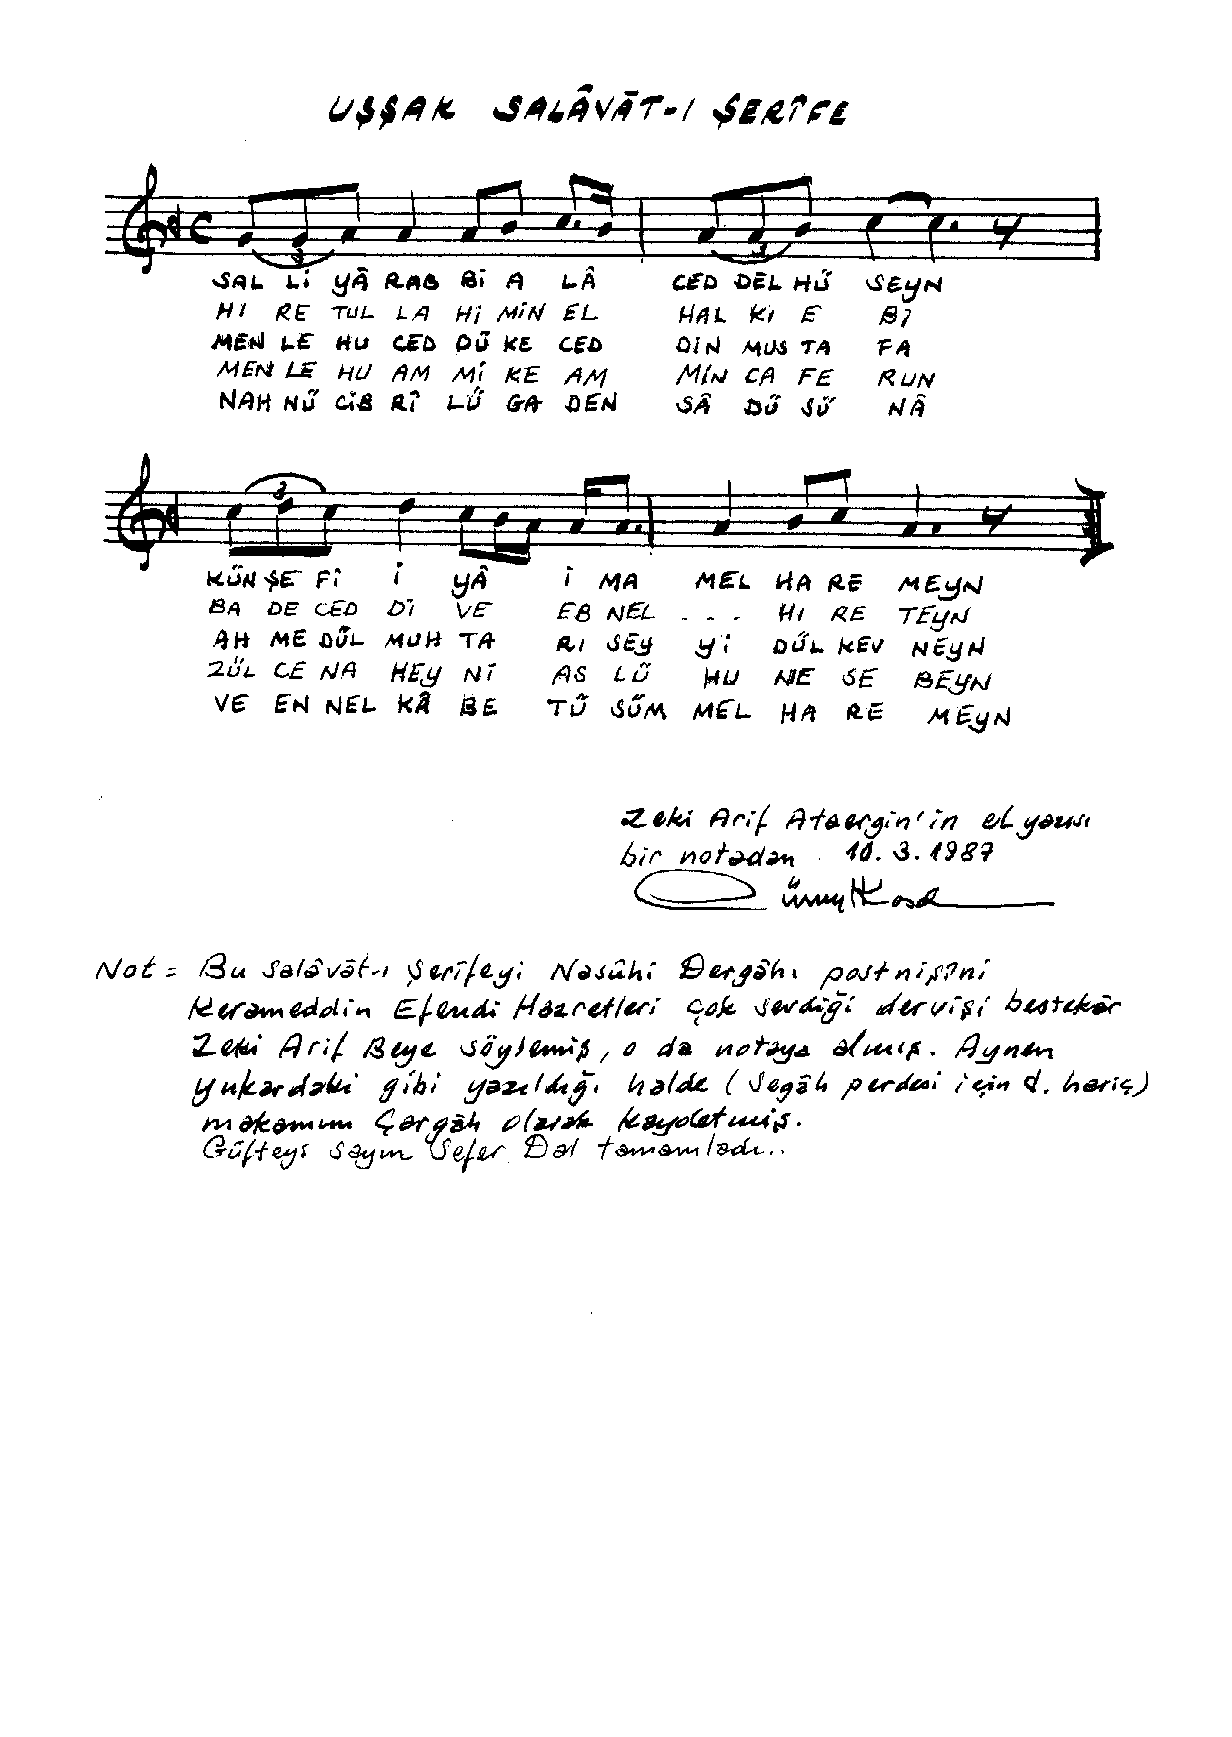 UŞŞAK SALÂVÂT-I ŞERÎFE
3 3
SAL Lİ YÂ RAB Bİ A LÂ CED DEL HÜ SEYN
HI RE TUL LA Hİ MİN EL HAL KI E Bİ
MEN LE HU CED DÜ KE CED DİN MUS TA FA
MEN LE HU AM Mİ KE AM MİN CA FE RUN
NAH NÜ CİB RÎ LÜ GA DEN SÂ DÜ SÜ NÂ
3
KÜN ŞE Fİ İ YÂ İ MA MEL HA RE MEYN
BA DE CED Dİ VE EB NEL . . . HI RE TEYN
AH ME DÜL MUH TA RI SEY Yİ DÜL KEV NEYN
ZÜL CE NA HEY Nİ AS LÜ HU NE SE BEYN
VE EN NEL KÂ BE TÜ SÜM MEL HA RE MEYN
Zeki Arif Ataergin'in el yazısı
bir notadan 10.3.1987
Not = Bu salâvât-ı Şerîfeyi Nasûhi Dergâhı postnişîni
Kerameddin Efendi Hazretleri çok sevdiği dervişi bestekâr
Zeki Arif Beye söylemiş, o da notaya almış. Aynen
yukardaki gibi yazıldığı halde (Segâh perdesi için d. hariç)
makamını Çargâh olarak kaydetmiş.
Güfteyi sayın Sefer Dal tamamladı..